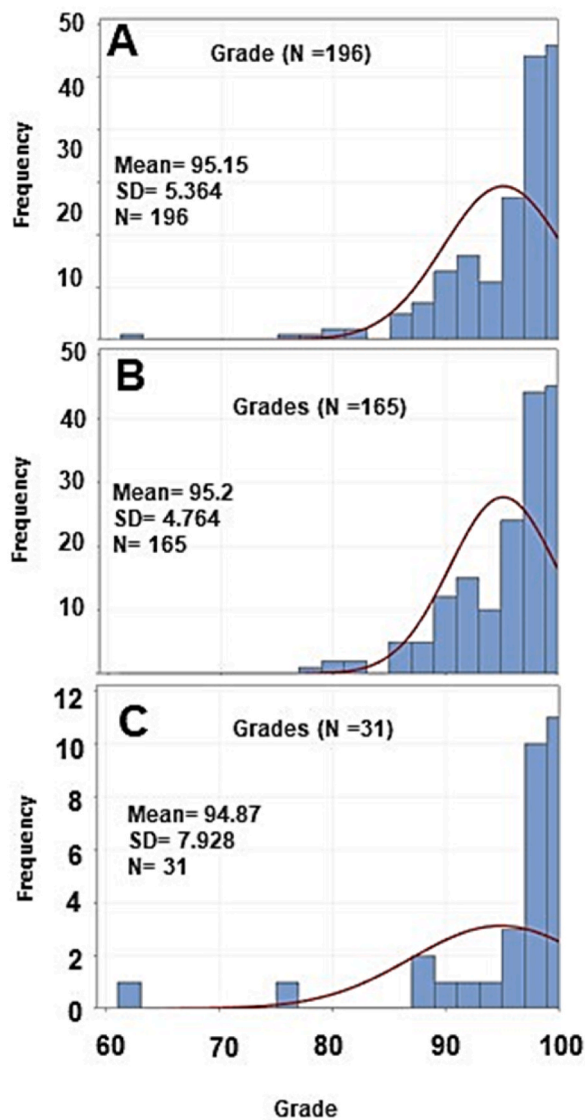 A
Grade (N =196)
50
40
30
20
10
Frequency
Mean= 95.15
SD= 5.364
N= 196
B
Grades (N =165)
50
40
30
20
10
Frequency
Mean= 95.2
SD= 4.764
N= 165
C
Grades (N =31)
12
10
8
6
4
2
0
Frequency
Mean= 94.87
SD= 7.928
N= 31
60 70 80 90 100
Grade